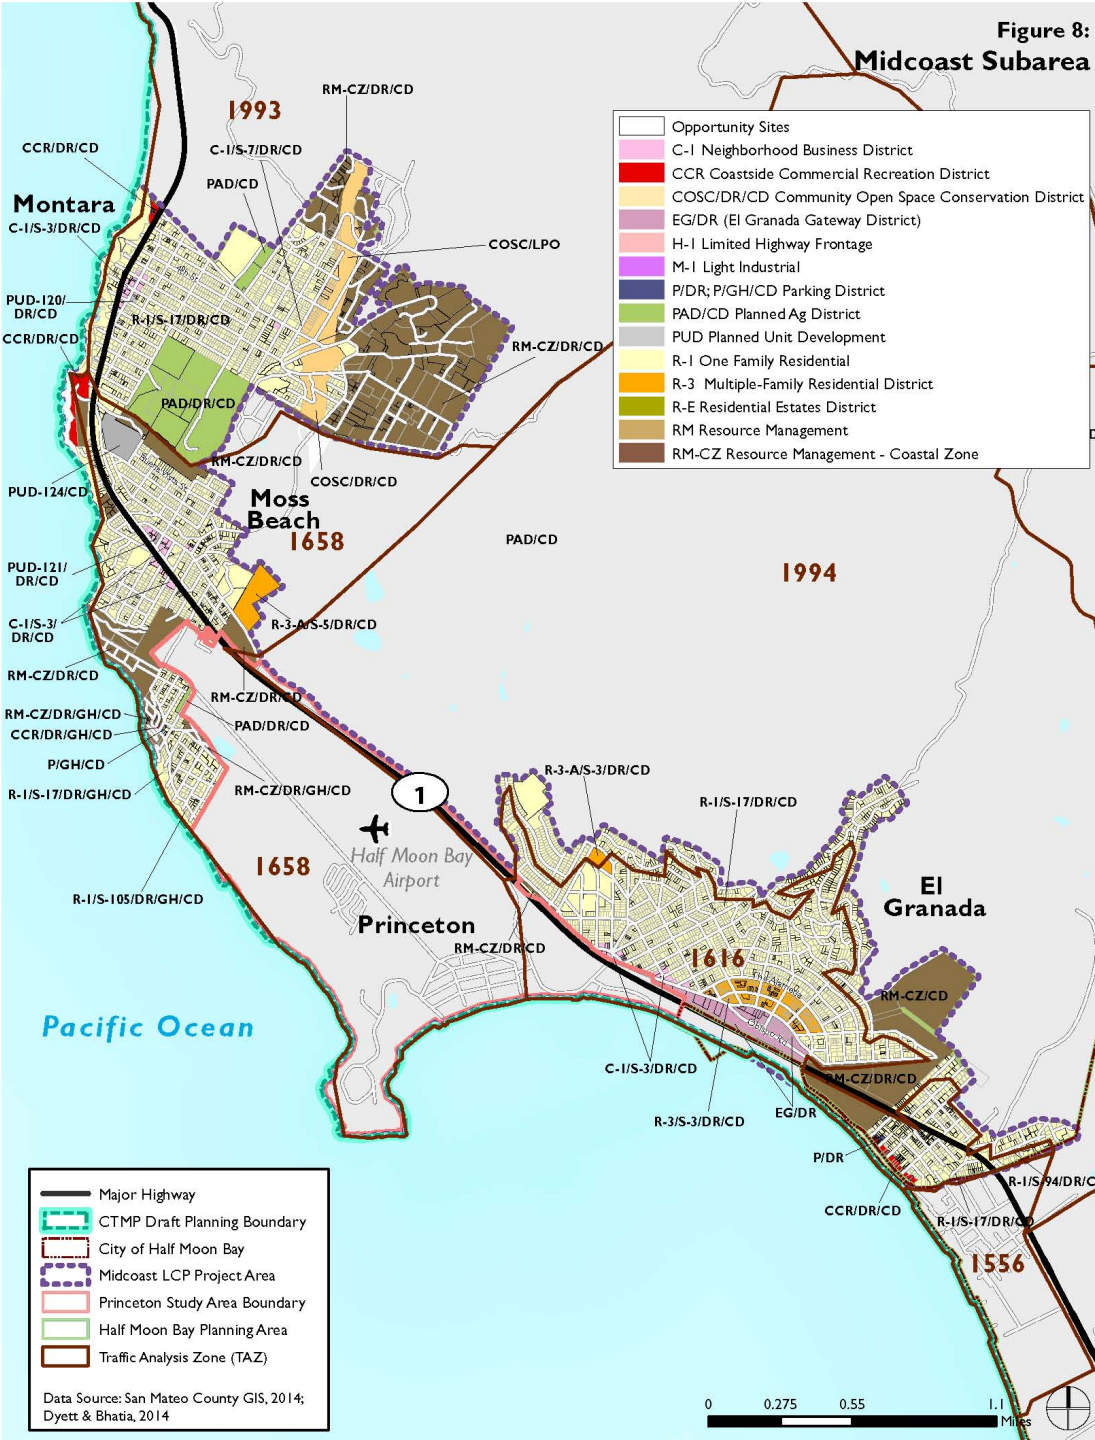 Figure 8:
Midcoast Subarea
Opportunity Sites
C-1 Neighborhood Business District
CCR Coastside Commercial Recreation District
COSC/DR/CD Community Open Space Conservation District
EG/DR (El Granada Gateway District)
H-1 Limited Highway Frontage
M-1 Light Industrial
P/DR; P/GH/CD Parking District
PAD/CD Planned Ag District
PUD Planned Unit Development
R-1 One Family Residential
R-3 Multiple-Family Residential District
R-E Residential Estates District
RM Resource Management
RM-CZ Resource Management - Coastal Zone
RM-CZ/DR/CD
1993
CCR/DR/CD
C-1/S-7/DR/CD
PAD/CD
Montara
C-1/S-3/DR/CD
COSC/LPO
PUD-120/
DR/CD
R-1/S-17/DR/CD
CCR/DR/CD
RM-CZ/DR/CD
PAD/DR/CD
RM-CZ/DR/CD
COSC/DR/CD
PUD-124/CD
Moss
Beach
1658
PAD/CD
1994
PUD-121/
DR/CD
C-1/S-3/
DR/CD
R-3-A/S-5/DR/CD
RM-CZ/DR/CD
RM-CZ/DR/CD
RM-CZ/DR/GH/CD
PAD/DR/CD
CCR/DR/GH/CD
P/GH/CD
R-3-A/S-3/DR/CD
R-1/S-17/DR/GH/CD
RM-CZ/DR/GH/CD
1
R-1/S-17/DR/CD
Half Moon Bay
Airport
1658
R-1/S-105/DR/GH/CD
El
Granada
Princeton
RM-CZ/DR/CD
1616
The Alameda
RM-CZ/CD
Pacific Ocean
Obispo Rd
C-1/S-3/DR/CD
RM-CZ/DR/CD
R-3/S-3/DR/CD
EG/DR
P/DR
R-1/S-94/DR/C
CCR/DR/CD
R-1/S-17/DR/CD
1556
Major Highway
CTMP Draft Planning Boundary
City of Half Moon Bay
Midcoast LCP Project Area
Princeton Study Area Boundary
Half Moon Bay Planning Area
Traffic Analysis Zone (TAZ)
Data Source: San Mateo County GIS, 2014;
Dyett & Bhatia, 2014
0 0.275 0.55 1.1
Miles